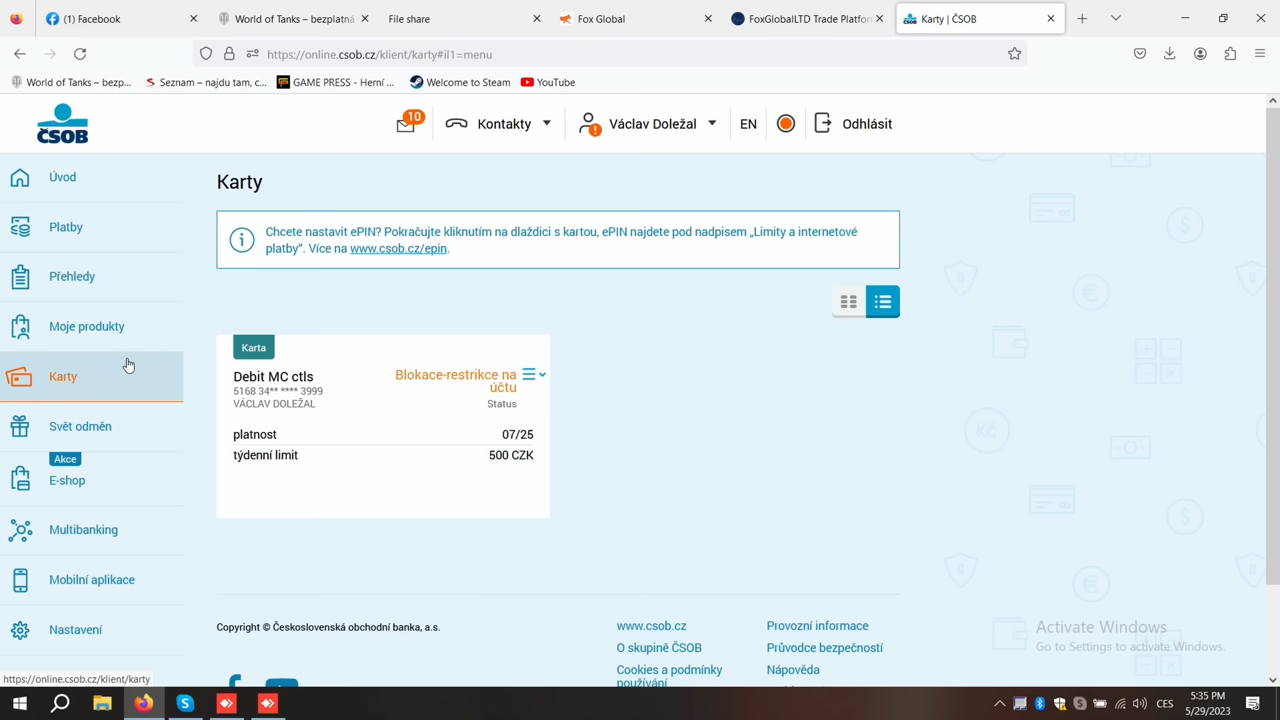 (1) Facebook
World of Tanks – bezplatná
File share
Fox Global
FoxGlobalLTD Trade Platfor
Karty | ČSOB
https://online.csob.cz/klient/karty#il1=menu
World of Tanks – bezp...
Seznam – najdu tam, c...
GAME PRESS - Herní ...
Welcome to Steam
YouTube
ČSOB
10
Kontakty
Václav Doležal
EN
Odhlásit
Úvod
Platby
Přehledy
Moje produkty
Karty
Svět odměn
Akce
E-shop
Multibanking
Mobilní aplikace
Nastavení
Karty
Chcete nastavit ePIN? Pokračujte kliknutím na dlaždici s kartou, ePIN najdete pod nadpisem „Limity a internetové
platby“. Více na www.csob.cz/epin.
Karta
Debit MC ctls
5168 34** **** 3999
VÁCLAV DOLEŽAL
Blokace-restrikce na
účtu
Status
platnost 07/25
týdenní limit 500 CZK
Kč
Copyright © Československá obchodní banka, a.s.
www.csob.cz
O skupině ČSOB
Cookies a podmínky
používání
Provozní informace
Průvodce bezpečností
Nápověda
Activate Windows
Go to Settings to activate Windows.
https://online.csob.cz/klient/karty
CES
5:35 PM
5/29/2023